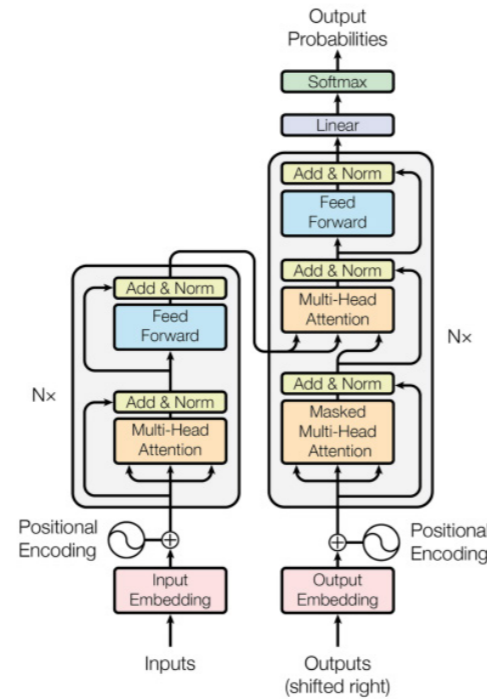 Output
Probabilities
Softmax
Linear
Add & Norm
Feed
Forward
Add & Norm
Multi-Head
Attention
Add & Norm
Masked
Multi-Head
Attention
Nx
Positional
Encoding
Output
Embedding
Outputs
(shifted right)
Add & Norm
Feed
Forward
Add & Norm
Multi-Head
Attention
Nx
Positional
Encoding
Input
Embedding
Inputs